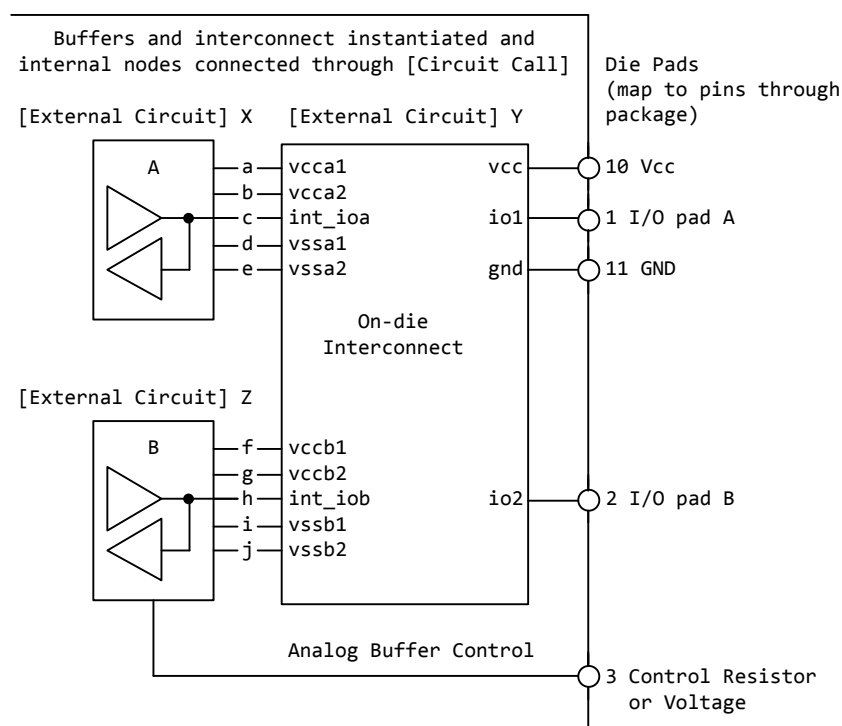 Buffers and interconnect instantiated and
internal nodes connected through [Circuit Call]
Die Pads
(map to pins through
package)
[External Circuit] X
[External Circuit] Y
A
a
b
c
d
e
vcca1
vcca2
int_ioa
vssa1
vssa2
vcc
io1
gnd
10 Vcc
1 I/O pad A
11 GND
On-die
Interconnect
[External Circuit] Z
B
f
g
h
i
j
vccb1
vccb2
int_iob
vssb1
vssb2
io2
2 I/O pad B
Analog Buffer Control
3 Control Resistor
or Voltage